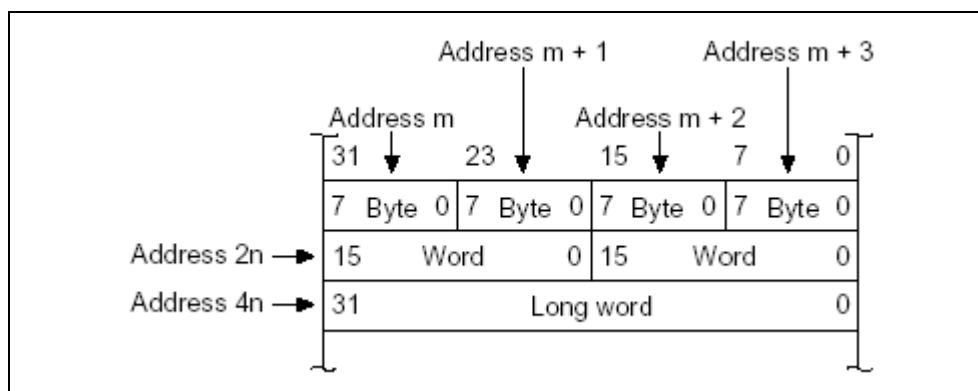 Address m + 1 Address m + 3
Address m Address m + 2
31 23 15 7 0
7 Byte 0 7 Byte 0 7 Byte 0 7 Byte 0
Address 2n 15 Word 0 15 Word 0
Address 4n 31 Long word 0